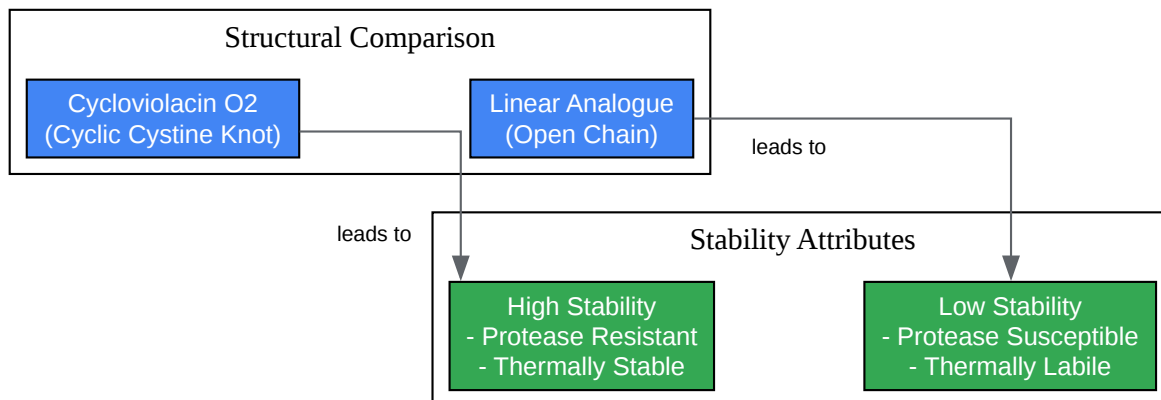 Structural Comparison
Cycloviolacin O2
(Cyclic Cystine Knot)
Linear Analogue
(Open Chain)
leads to
leads to
Stability Attributes
High Stability
- Protease Resistant
- Thermally Stable
Low Stability
- Protease Susceptible
- Thermally Labile